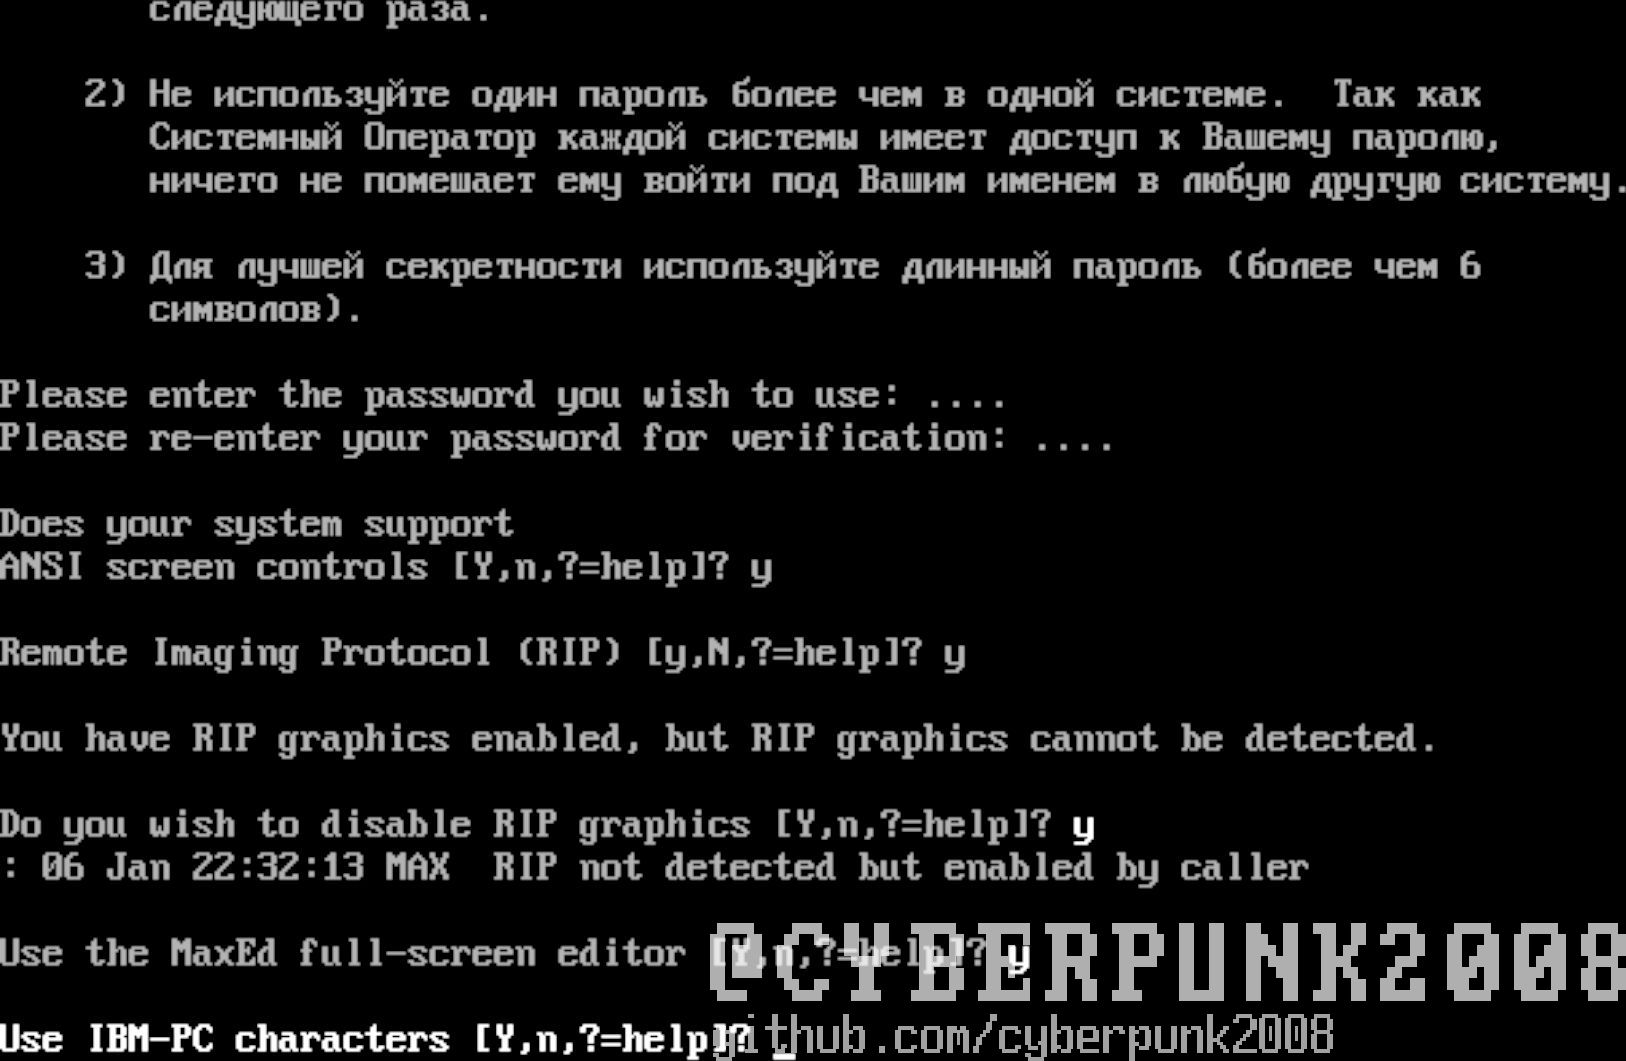 следующего раза.
2) Не используйте один пароль более чем в одной системе. Так как
Системный Оператор каждой системы имеет доступ к Вашему паролю,
ничего не помешает ему войти под Вашим именем в любую другую систему.
3) Для лучшей секретности используйте длинный пароль (более чем 6
символов).
Please enter the password you wish to use: ....
Please re-enter your password for verification: ....
Does your system support
ANSI screen controls [Y,n,?=help]? y
Remote Imaging Protocol (RIP) [y,N,?=help]? y
You have RIP graphics enabled, but RIP graphics cannot be detected.
Do you wish to disable RIP graphics [Y,n,?=help]? y
: 06 Jan 22:32:13 MAX  RIP not detected but enabled by caller
Use the MaxEd full-screen editor [Y,n,?=help]? y
@CYBERPUNK2008
Use IBM-PC characters [Y,n,?=help]? _
github.com/cyberpunk2008